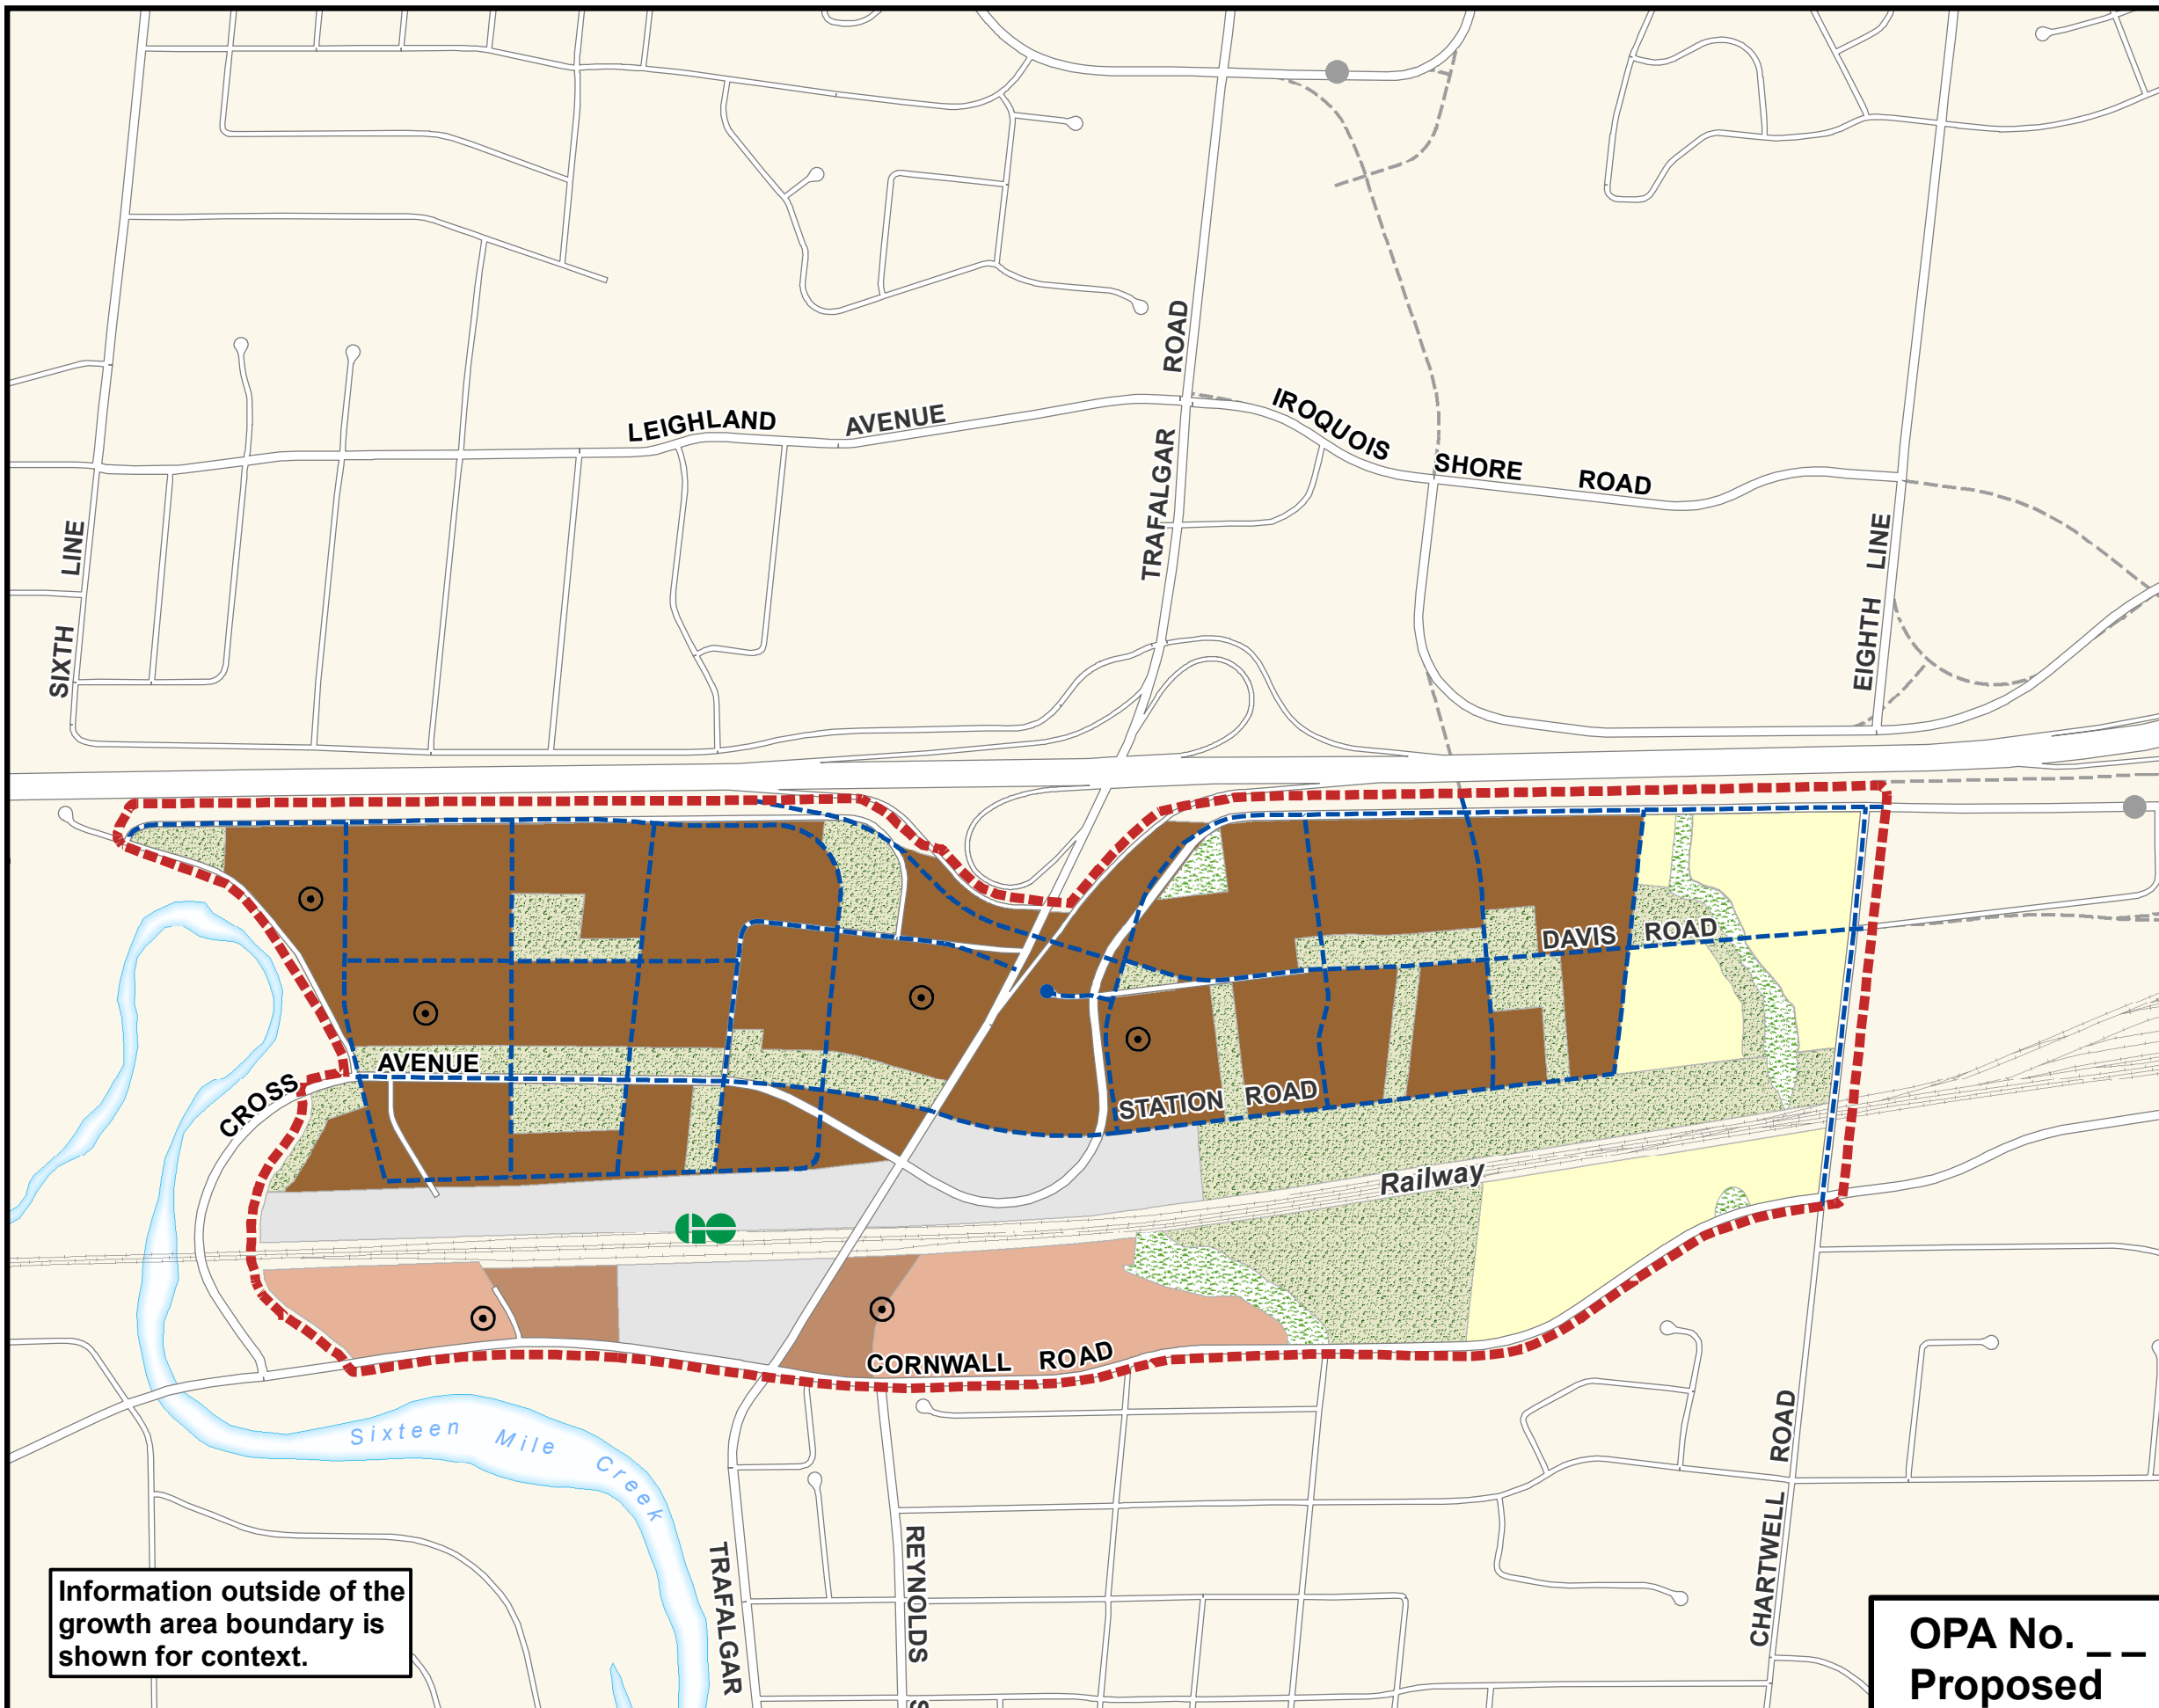 ROAD
LEIGHLAND AVENUE
IROQUOIS SHORE ROAD
TRAFALGAR
SIXTH LINE
EIGHTH LINE
DAVIS ROAD
AVENUE
CROSS
STATION ROAD
Railway
GO
CORNWALL ROAD
Sixteen Mile Creek
CHARTWELL ROAD
TRAFALGAR
REYNOLDS S
Information outside of the
growth area boundary is
shown for context.
OPA No. _ _
Proposed